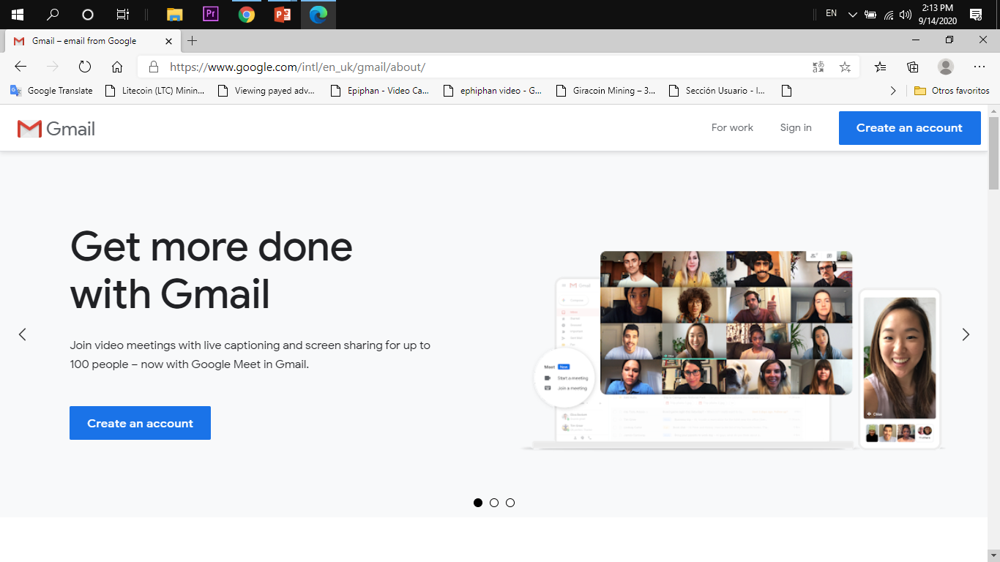 EN
2:13 PM
9/14/2020
Pr
Gmail – email from Google
https://www.google.com/intl/en_uk/gmail/about/
Google Translate
Litecoin (LTC) Minin...
Viewing payed adv...
Epiphan - Video Ca...
ephiphan video - G...
Giracoin Mining – 3...
Sección Usuario - I...
Otros favoritos
Gmail
For work
Sign in
Create an account
Get more done
with Gmail
Join video meetings with live captioning and screen sharing for up to
100 people – now with Google Meet in Gmail.
Create an account
Gmail
Meet New
Start a meeting
Join a meeting
Chloe